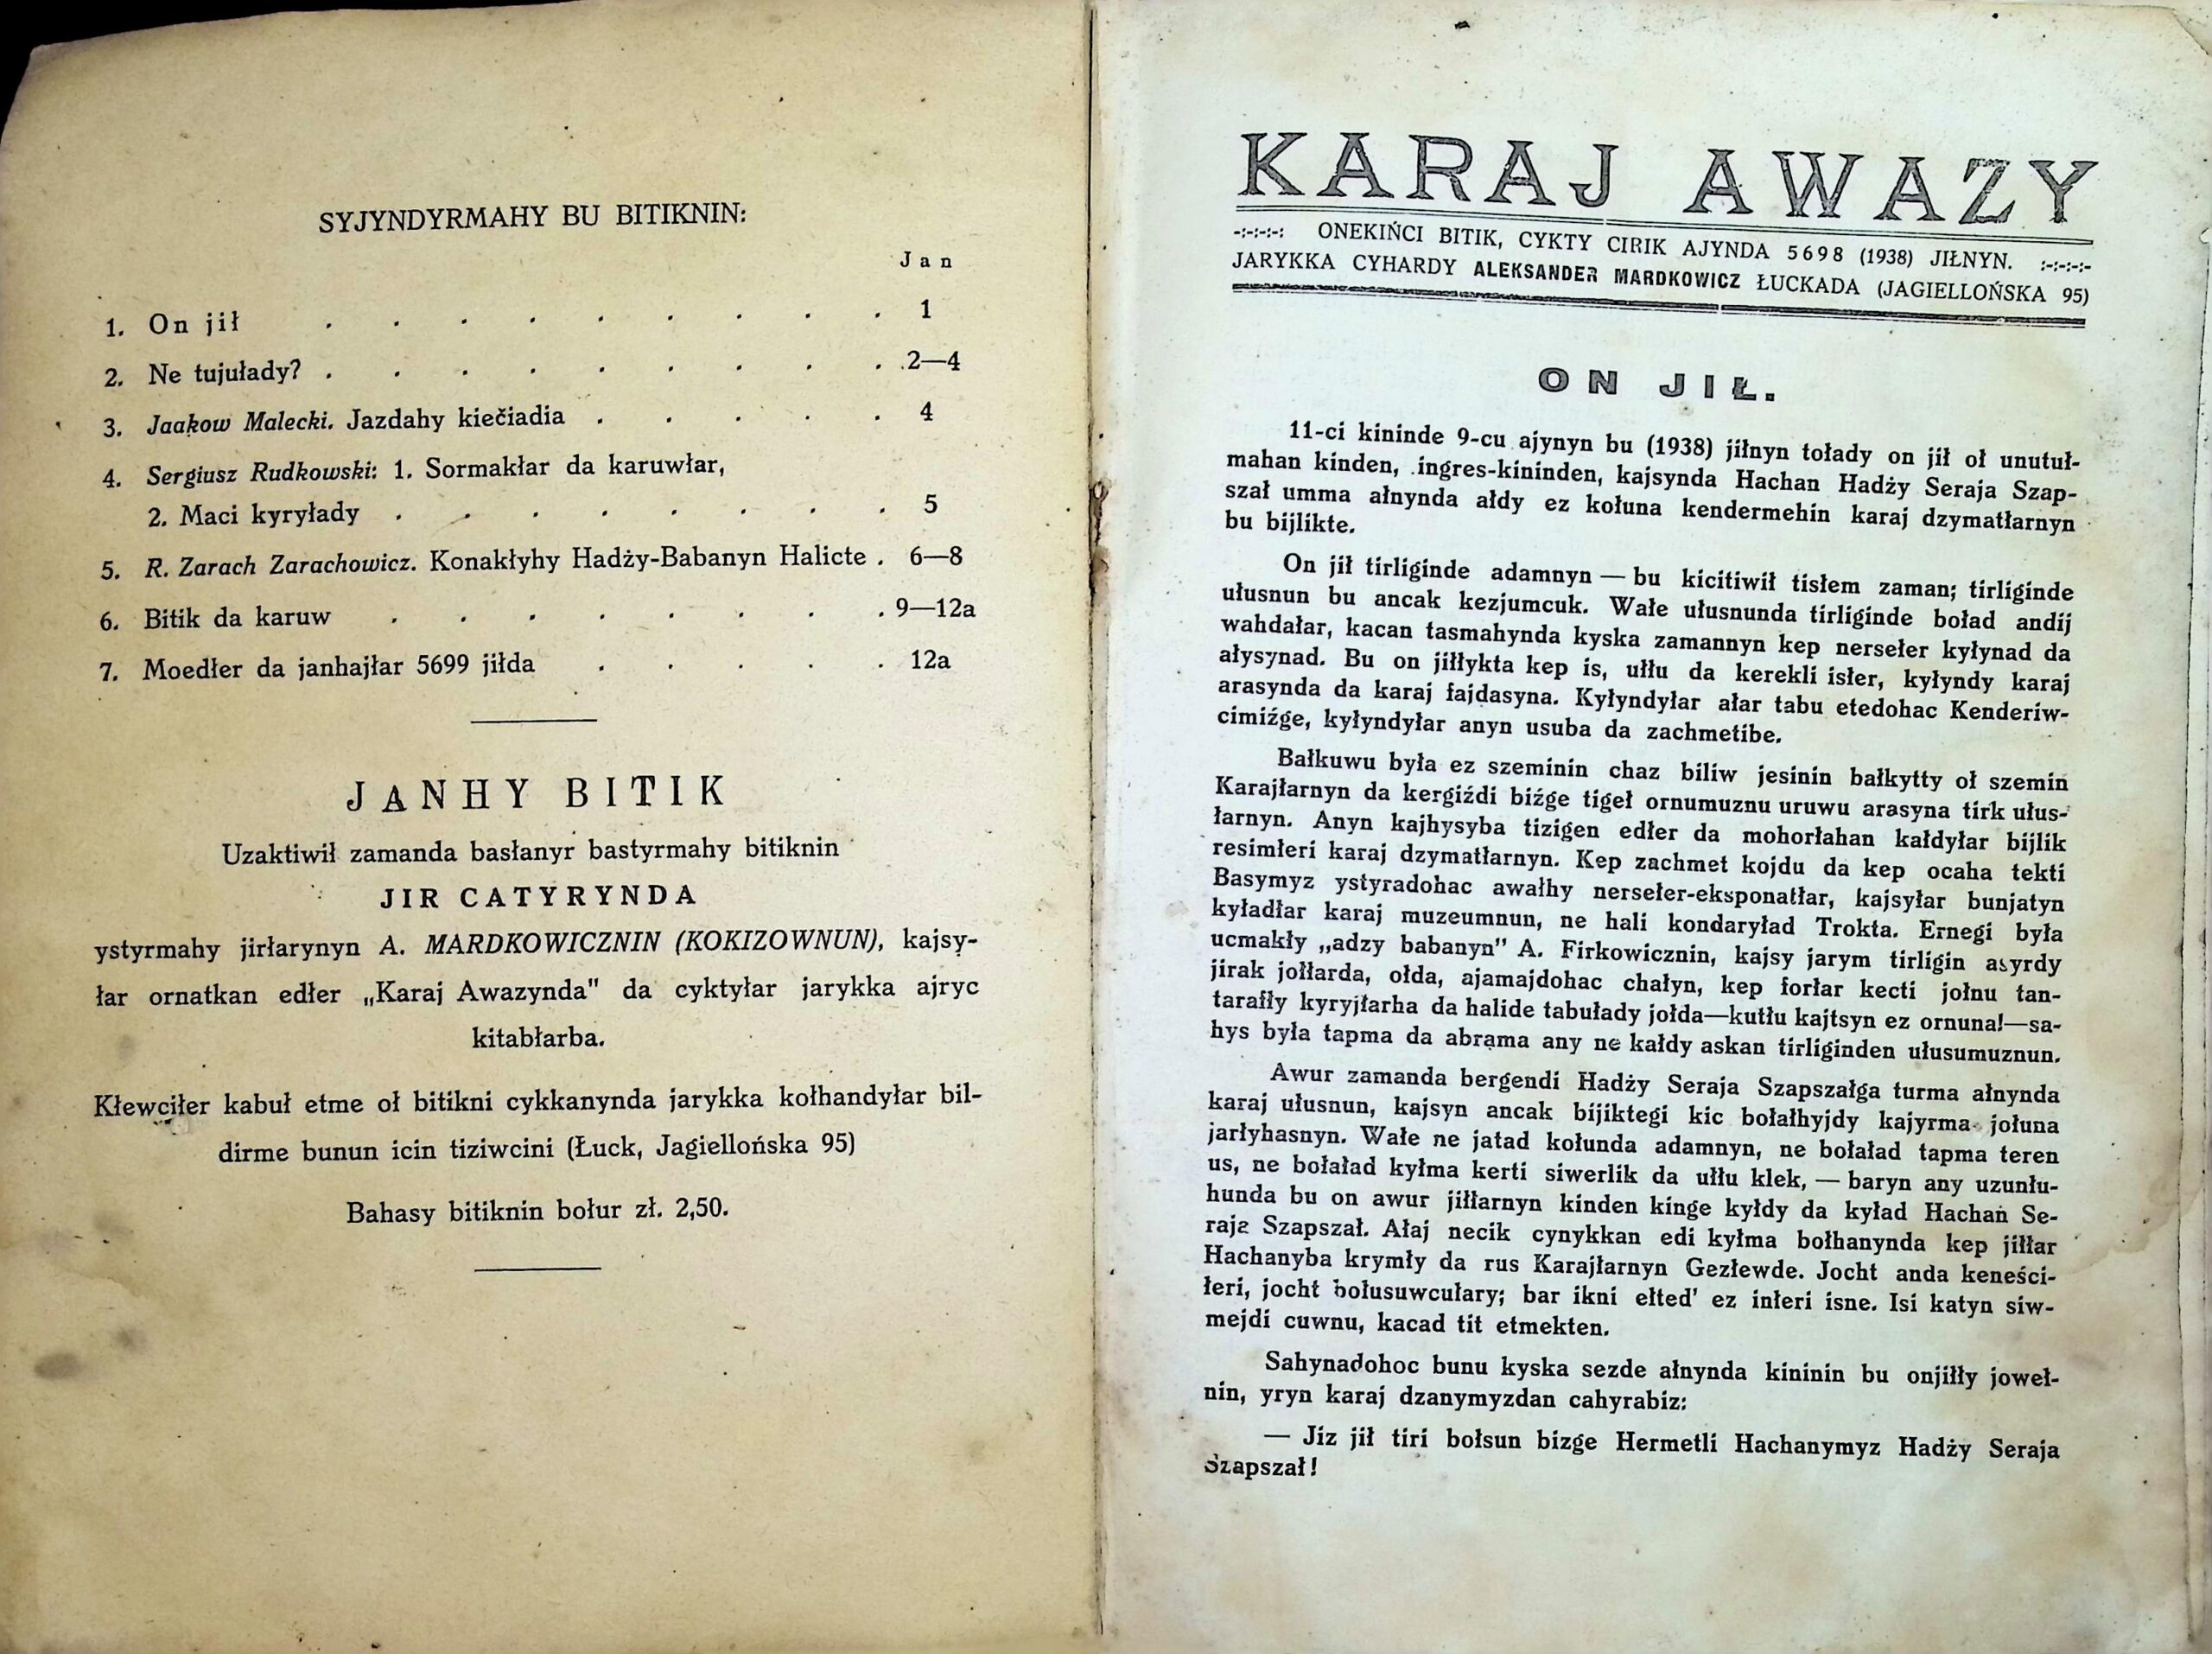 SYJYNDYRMAHY BU BITIKNIN:
Jan
1. On jił . . . . . . . . . 1
2. Ne tujułady? . . . . . . . . . 2—4
3. Jaakow Malecki. Jazdahy kiečiadia . . . . . 4
4. Sergiusz Rudkowski: 1. Sormakłar da karuwłar,
2. Maci kyryłady . . . . . . . . 5
5. R. Zarach Zarachowicz. Konakłyhy Hadży-Babanyn Halicte . 6—8
6. Bitik da karuw . . . . . . . . 9—12a
7. Moedłer da janhajłar 5699 jiłda . . . . . 12a
JANHY BITIK
Uzaktiwił zamanda basłanyr bastyrmahy bitiknin
JIR CATYRYNDA
ystyrmahy jirłarynyn A. MARDKOWICZNIN (KOKIZOWNUN), kajsy-
łar ornatkan edłer „Karaj Awazynda" da cyktyłar jarykka ajryc
kitabłarba.
Kłewciłer kabuł etme oł bitikni cykkanynda jarykka kołhandyłar bil-
dirme bunun icin tiziwcini (Łuck, Jagiellońska 95)
Bahasy bitiknin bołur zł. 2,50.
KARAJ AWAZY
-:-:-:-: ONEKIŃCI BITIK, CYKTY CIRIK AJYNDA 5698 (1938) JIŁNYN. :-:-:-:-
JARYKKA CYHARDY ALEKSANDER MARDKOWICZ ŁUCKADA (JAGIELLOŃSKA 95)
ON JIŁ.
11-ci kininde 9-cu ajynyn bu (1938) jiłnyn tołady on jił oł unutuł-
mahan kinden, ingres-kininden, kajsynda Hachan Hadży Seraja Szap-
szał umma ałnynda ałdy ez kołuna kendermehin karaj dzymatłarnyn
bu bijlikte.
On jił tirliginde adamnyn — bu kicitiwił tisłem zaman; tirliginde
ułusnun bu ancak kezjumcuk. Wałe ułusnunda tirliginde boład andij
wahdałar, kacan tasmahynda kyska zamannyn kep nersełer kyłynad da
ałysynad. Bu on jiłłykta kep is, ułłu da kerekli isłer, kyłyndy karaj
arasynda da karaj fajdasyna. Kyłyndyłar ałar tabu etedohac Kenderiw-
cimiźge, kyłyndyłar anyn usuba da zachmetibe.
Bałkuwu była ez szeminin chaz biliw jesinin bałkytty oł szemin
Karajłarnyn da kergiźdi biźge tigeł ornumuznu uruwu arasyna tirk ułus-
łarnyn. Anyn kajhysyba tizigen edłer da mohorłahan kałdyłar bijlik
resimłeri karaj dzymatłarnyn. Kep zachmet kojdu da kep ocaha tekti
Basymyz ystyradohac awałhy nersełer-eksponatłar, kajsyłar bunjatyn
kyładłar karaj muzeumnun, ne hali kondaryład Trokta. Ernegi była
ucmakły „adzy babanyn" A. Firkowicznin, kajsy jarym tirligin asyrdy
jirak jołłarda, ołda, ajamajdohac chałyn, kep forłar kecti jołnu tan-
tarafły kyryjłarha da halide tabułady jołda—kutłu kajtsyn ez ornuna!—sa-
hys była tapma da abrama any ne kałdy askan tirliginden ułusumuznun.
Awur zamanda bergendi Hadży Seraja Szapszałga turma ałnynda
karaj ułusnun, kajsyn ancak bijiktegi kic bołałhyjdy kajyrma jołuna
jarłyhasnyn. Wałe ne jatad kołunda adamnyn, ne bołaład tapma teren
us, ne bołaład kyłma kerti siwerlik da ułłu klek, — baryn any uzunłu-
hunda bu on awur jiłłarnyn kinden kinge kyłdy da kyład Hachan Se-
raja Szapszał. Ałaj necik cynykkan edi kyłma bołhanynda kep jiłłar
Hachanyba krymły da rus Karajłarnyn Gezłewde. Jocht anda keneści-
łeri, jocht bołusuwcułary; bar ikni ełted' ez inłeri isne. Isi katyn siw-
mejdi cuwnu, kacad tit etmekten.
Sahynadohoc bunu kyska sezde ałnynda kininin bu onjiłły joweł-
nin, yryn karaj dzanymyzdan cahyrabiz:
— Jiz jił tiri bołsun bizge Hermetli Hachanymyz Hadży Seraja
Szapszał!